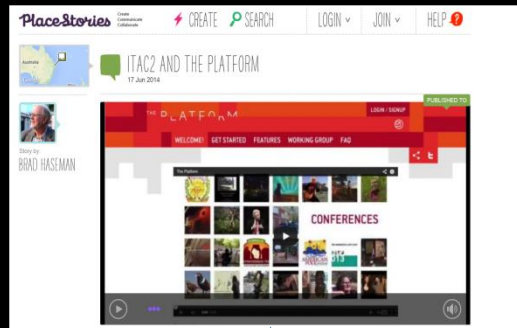 PlaceStories
Create
Communicate
Collaborate
CREATE
SEARCH
LOGIN
JOIN
HELP ?
Australia
ITAC2 AND THE PLATFORM
17 Jun 2014
PUBLISHED TO
LOGIN / SIGNUP
THE PLATFORM
WELCOME! GET STARTED FEATURES WORKING GROUP FAQ
Story by
BRAD HASEMAN
The Platform
CONFERENCES